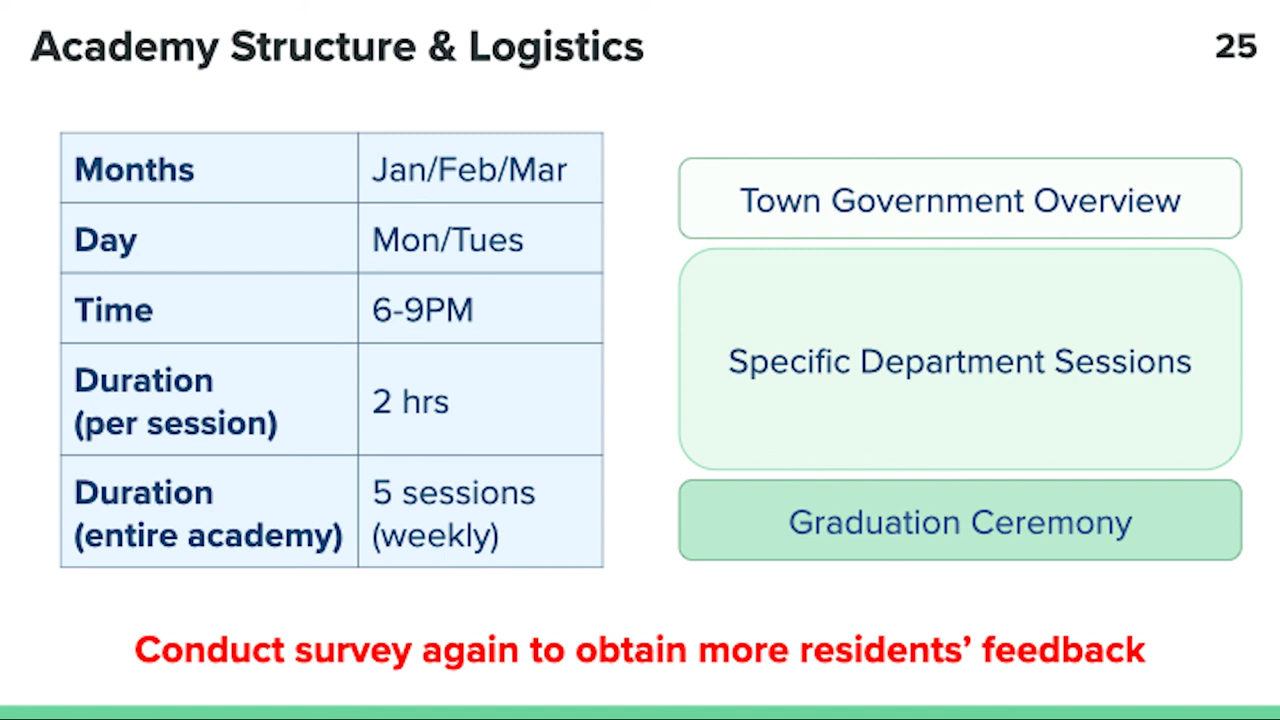 Academy Structure & Logistics
25
Months
Jan/Feb/Mar
Day
Mon/Tues
Time
6-9PM
Duration
(per session)
2 hrs
Duration
(entire academy)
5 sessions
(weekly)
Town Government Overview
Specific Department Sessions
Graduation Ceremony
Conduct survey again to obtain more residents’ feedback